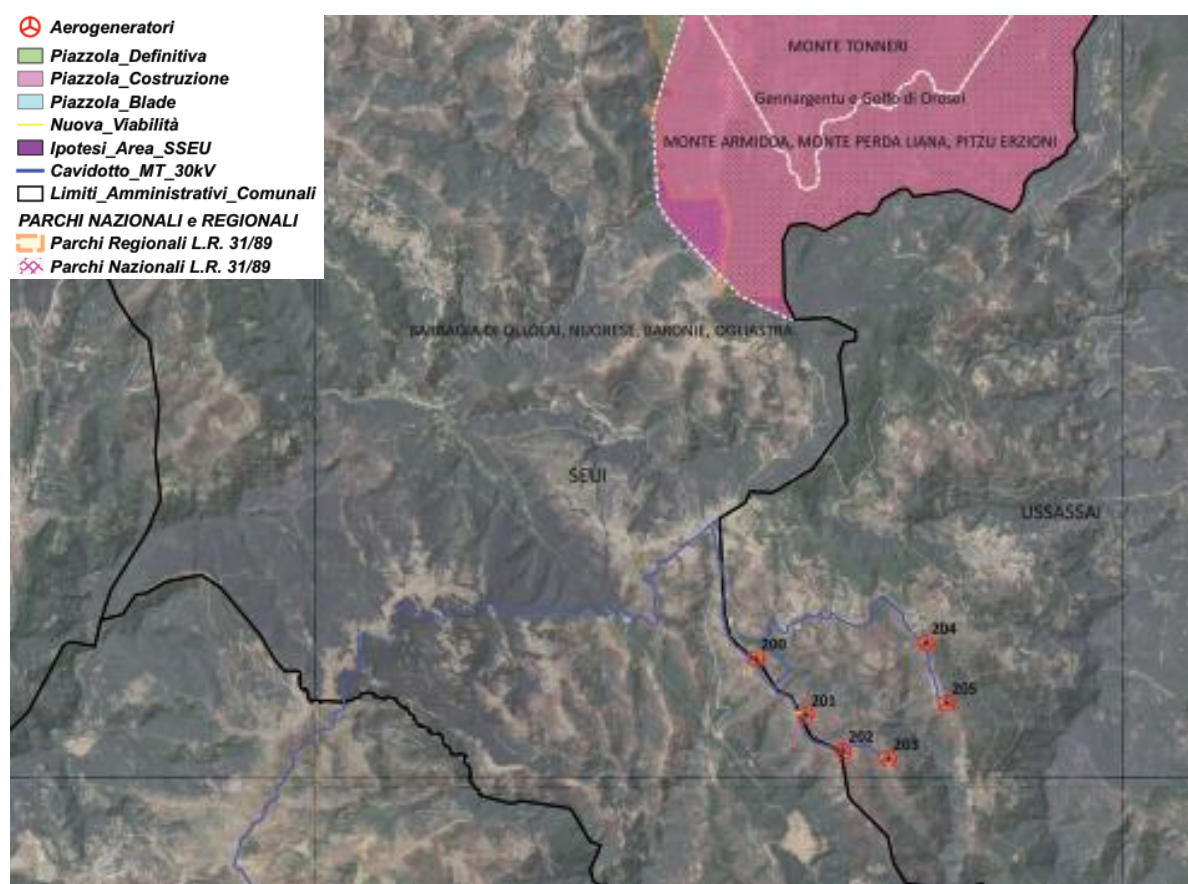 Aerogeneratori
Piazzola_Definitiva
Piazzola_Costruzione
Piazzola_Blade
Nuova_Viabilità
Ipotesi_Area_SSEU
Cavidotto_MT_30kV
Limiti_Amministrativi_Comunali
PARCHI NAZIONALI e REGIONALI
Parchi Regionali L.R. 31/89
Parchi Nazionali L.R. 31/89
MONTE TONNERI
Gennargentu e Golfo di Orosei
MONTE ARMIDDA, MONTE PERDA LIANA, PITZU ERZIONI
BARBAGIA DI OLLOLAI, NUORESE, BARONIE, OGLIASTRA
SEUI
USSASSAI
200
204
205
201
202
203